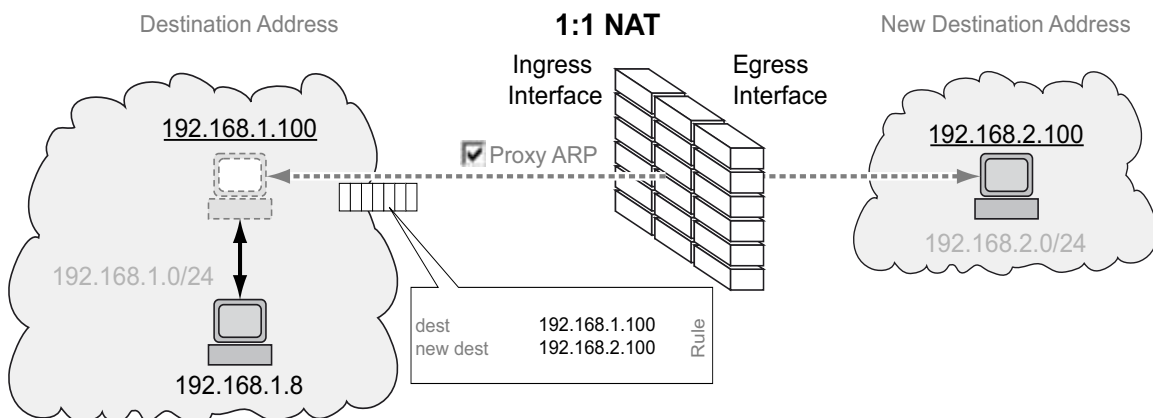 Destination Address
1:1 NAT
New Destination Address
Ingress
Interface
Egress
Interface
192.168.1.100
Proxy ARP
192.168.2.100
192.168.1.0/24
192.168.2.0/24
dest 192.168.1.100
new dest 192.168.2.100
Rule
192.168.1.8